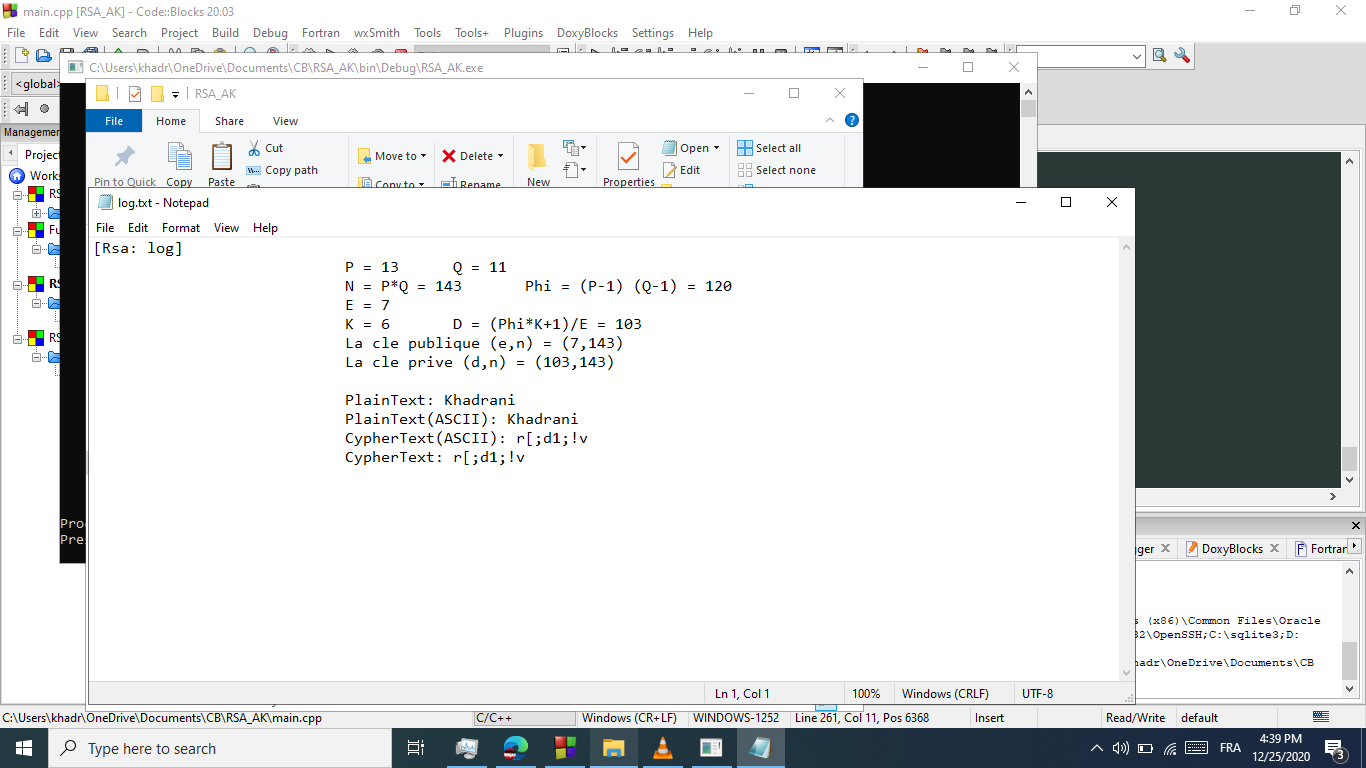 main.cpp [RSA_AK] - Code::Blocks 20.03
File Edit View Search Project Build Debug Fortran wxSmith Tools Tools+ Plugins DoxyBlocks Settings Help
C:\Users\khadr\OneDrive\Documents\CB\RSA_AK\bin\Debug\RSA_AK.exe
<global>
RSA_AK
File Home Share View
Management
Project
Cut
Copy path
Move to
Copy to
Delete
Rename
Open
Edit
Select all
Select none
Pin to Quick Copy Paste New Properties
Works
RS
Fu
RS
RS
log.txt - Notepad
File Edit Format View Help
[Rsa: log]
P = 13 Q = 11
N = P*Q = 143 Phi = (P-1) (Q-1) = 120
E = 7
K = 6 D = (Phi*K+1)/E = 103
La cle publique (e,n) = (7,143)
La cle prive (d,n) = (103,143)
PlainText: Khadrani
PlainText(ASCII): Khadrani
CypherText(ASCII): r[;d1;!v
CypherText: r[;d1;!v
Pro
Pre
gger DoxyBlocks Fortran
s (x86)\Common Files\Oracle
32\OpenSSH;C:\sqlite3;D:
hadr\OneDrive\Documents\CB
Ln 1, Col 1 100% Windows (CRLF) UTF-8
C:\Users\khadr\OneDrive\Documents\CB\RSA_AK\main.cpp C/C++ Windows (CR+LF) WINDOWS-1252 Line 261, Col 11, Pos 6368 Insert Read/Write default
Type here to search
FRA
4:39 PM
12/25/2020
3